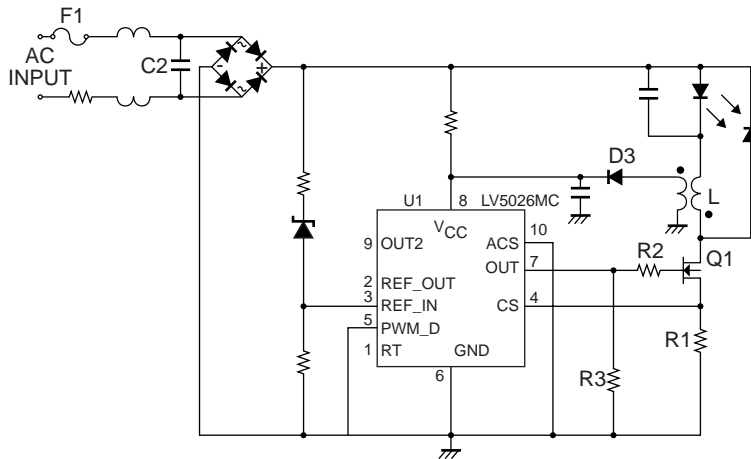 F1
AC
INPUT
C2
~
-
+
~
D3
L
U1
8
LV5026MC
VCC
10
9
OUT2
ACS
OUT
7
R2
Q1
2
REF_OUT
3
REF_IN
CS
4
5
PWM_D
R1
1
RT
GND
6
R3